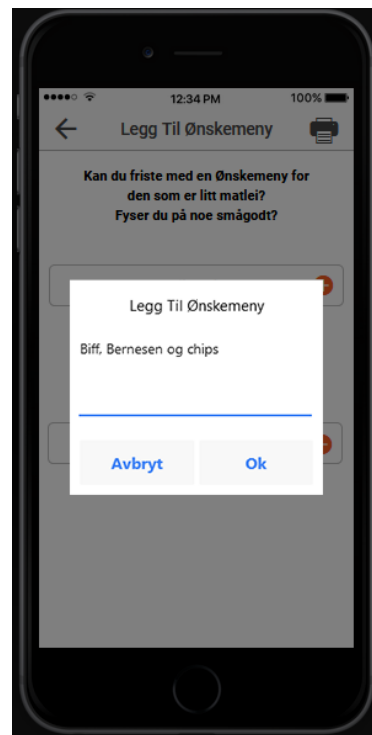 12:34 PM 100%
Legg Til Ønskemeny
Kan du friste med en Ønskemeny for
den som er litt matlei?
Fyser du på noe smågodt?
Legg Til Ønskemeny
Biff, Bernesen og chips
Avbryt Ok